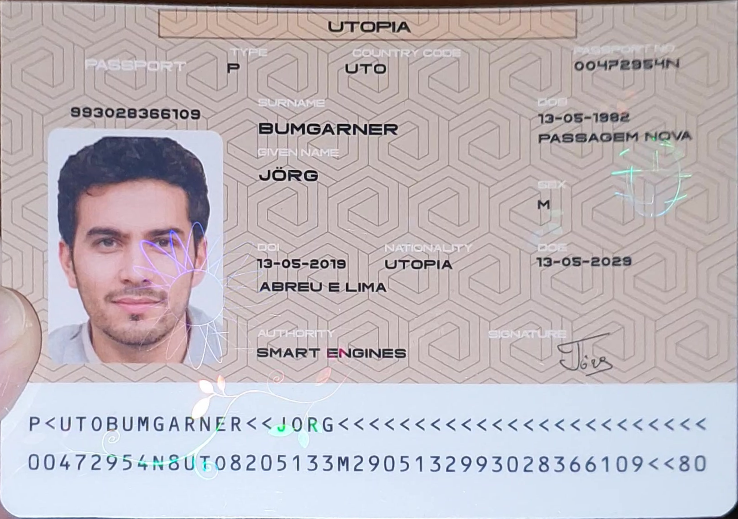 UTOPIA
PASSPORT
TYPE
P
COUNTRY CODE
UTO
PASSPORT NO
00472954N
993028366109
SURNAME
BUMGARNER
GIVEN NAME
JÖRG
DOB
13-05-1982
PASSAGEM NOVA
SEX
M
DOI
13-05-2019
ABREU E LIMA
NATIONALITY
UTOPIA
DOE
13-05-2029
AUTHORITY
SMART ENGINES
SIGNATURE
Jörg
P<UTOBUMGARNER<<JORG<<<<<<<<<<<<<<<<<<<<<<<<
00472954N8UTO8205133M2905132993028366109<<80